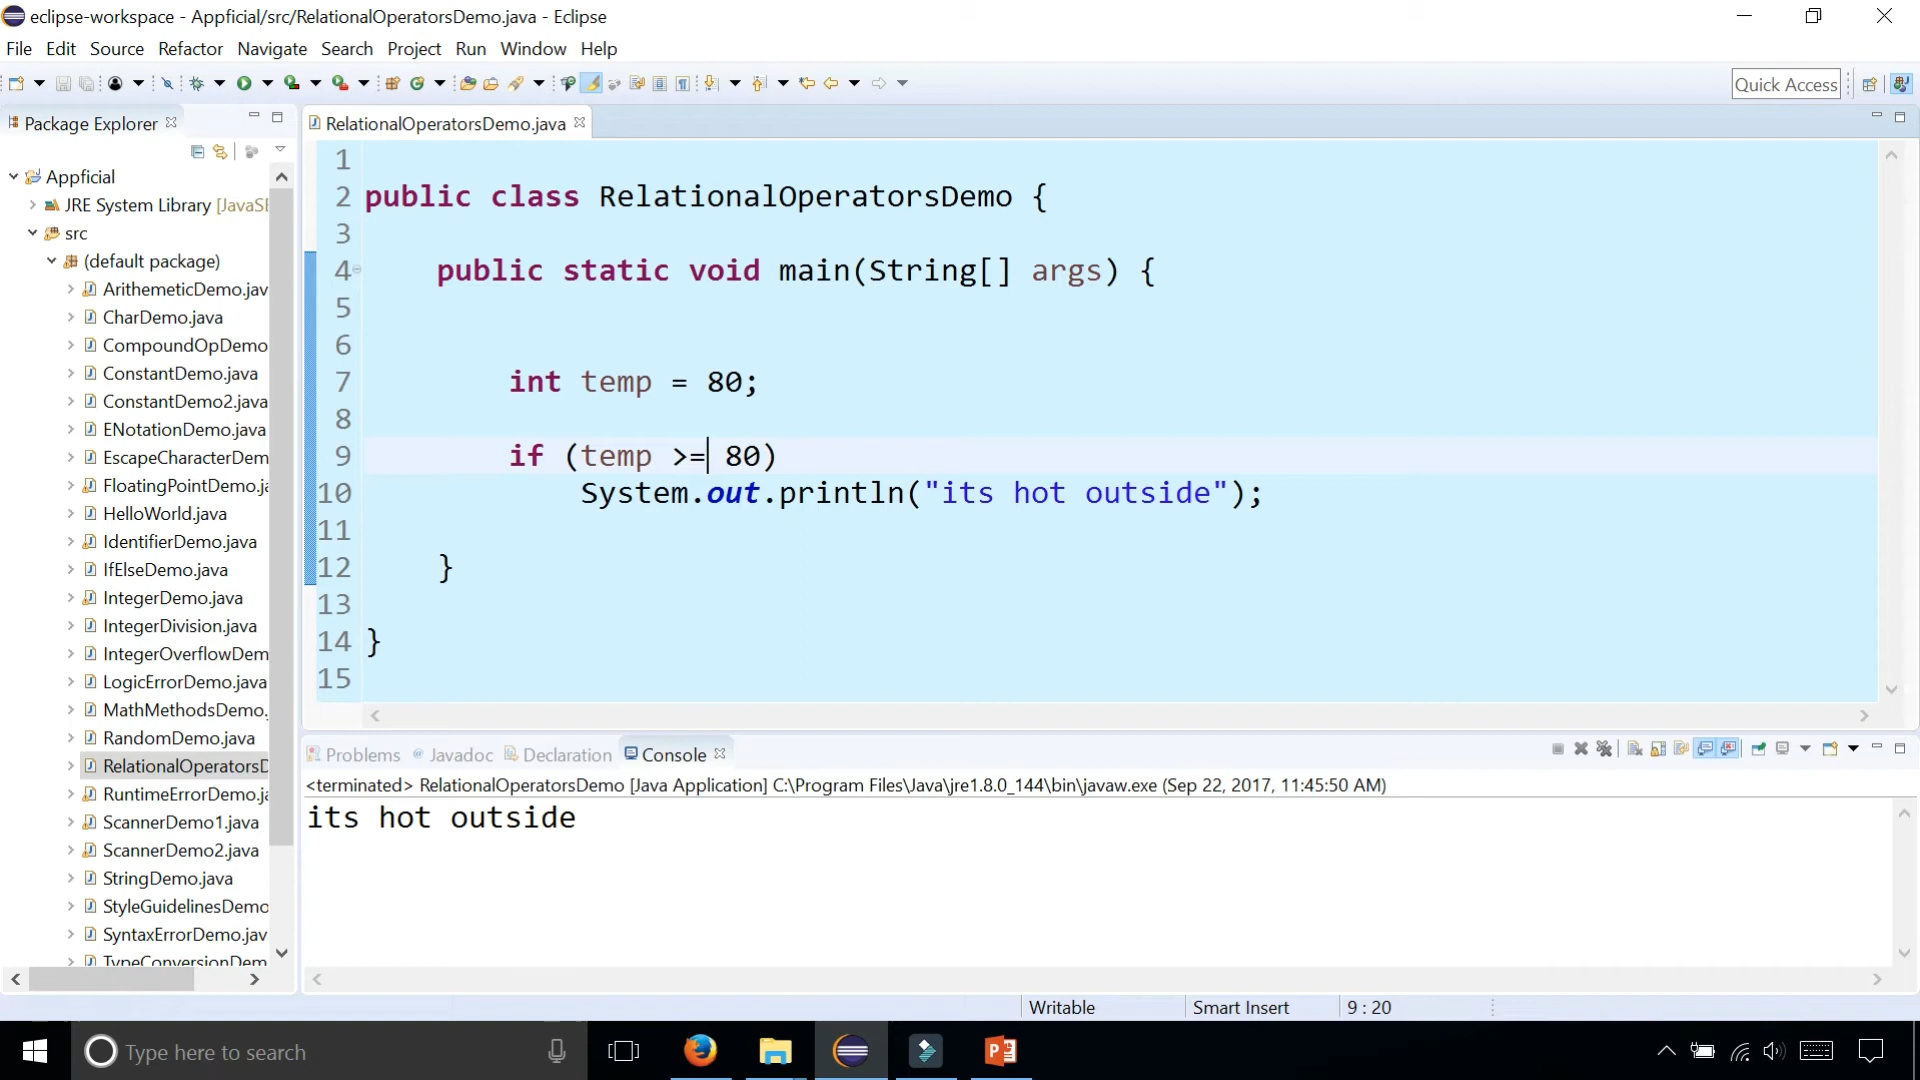 eclipse-workspace - Appficial/src/RelationalOperatorsDemo.java - Eclipse
File Edit Source Refactor Navigate Search Project Run Window Help
Quick Access
Package Explorer
RelationalOperatorsDemo.java
Appficial
JRE System Library [JavaSE
src
(default package)
ArithemeticDemo.jav
CharDemo.java
CompoundOpDemo
ConstantDemo.java
ConstantDemo2.java
ENotationDemo.java
EscapeCharacterDem
FloatingPointDemo.ja
HelloWorld.java
IdentifierDemo.java
IfElseDemo.java
IntegerDemo.java
IntegerDivision.java
IntegerOverflowDem
LogicErrorDemo.java
MathMethodsDemo.
RandomDemo.java
RelationalOperatorsD
RuntimeErrorDemo.ja
ScannerDemo1.java
ScannerDemo2.java
StringDemo.java
StyleGuidelinesDemo
SyntaxErrorDemo.jav
TypeConversionDem
1
2 public class RelationalOperatorsDemo {
3
4 public static void main(String[] args) {
5
6
7 int temp = 80;
8
9 if (temp >= 80)
10 System.out.println("its hot outside");
11
12 }
13
14 }
15
Problems Javadoc Declaration Console
<terminated> RelationalOperatorsDemo [Java Application] C:\Program Files\Java\jre1.8.0_144\bin\javaw.exe (Sep 22, 2017, 11:45:50 AM)
its hot outside
Writable Smart Insert 9 : 20
Type here to search